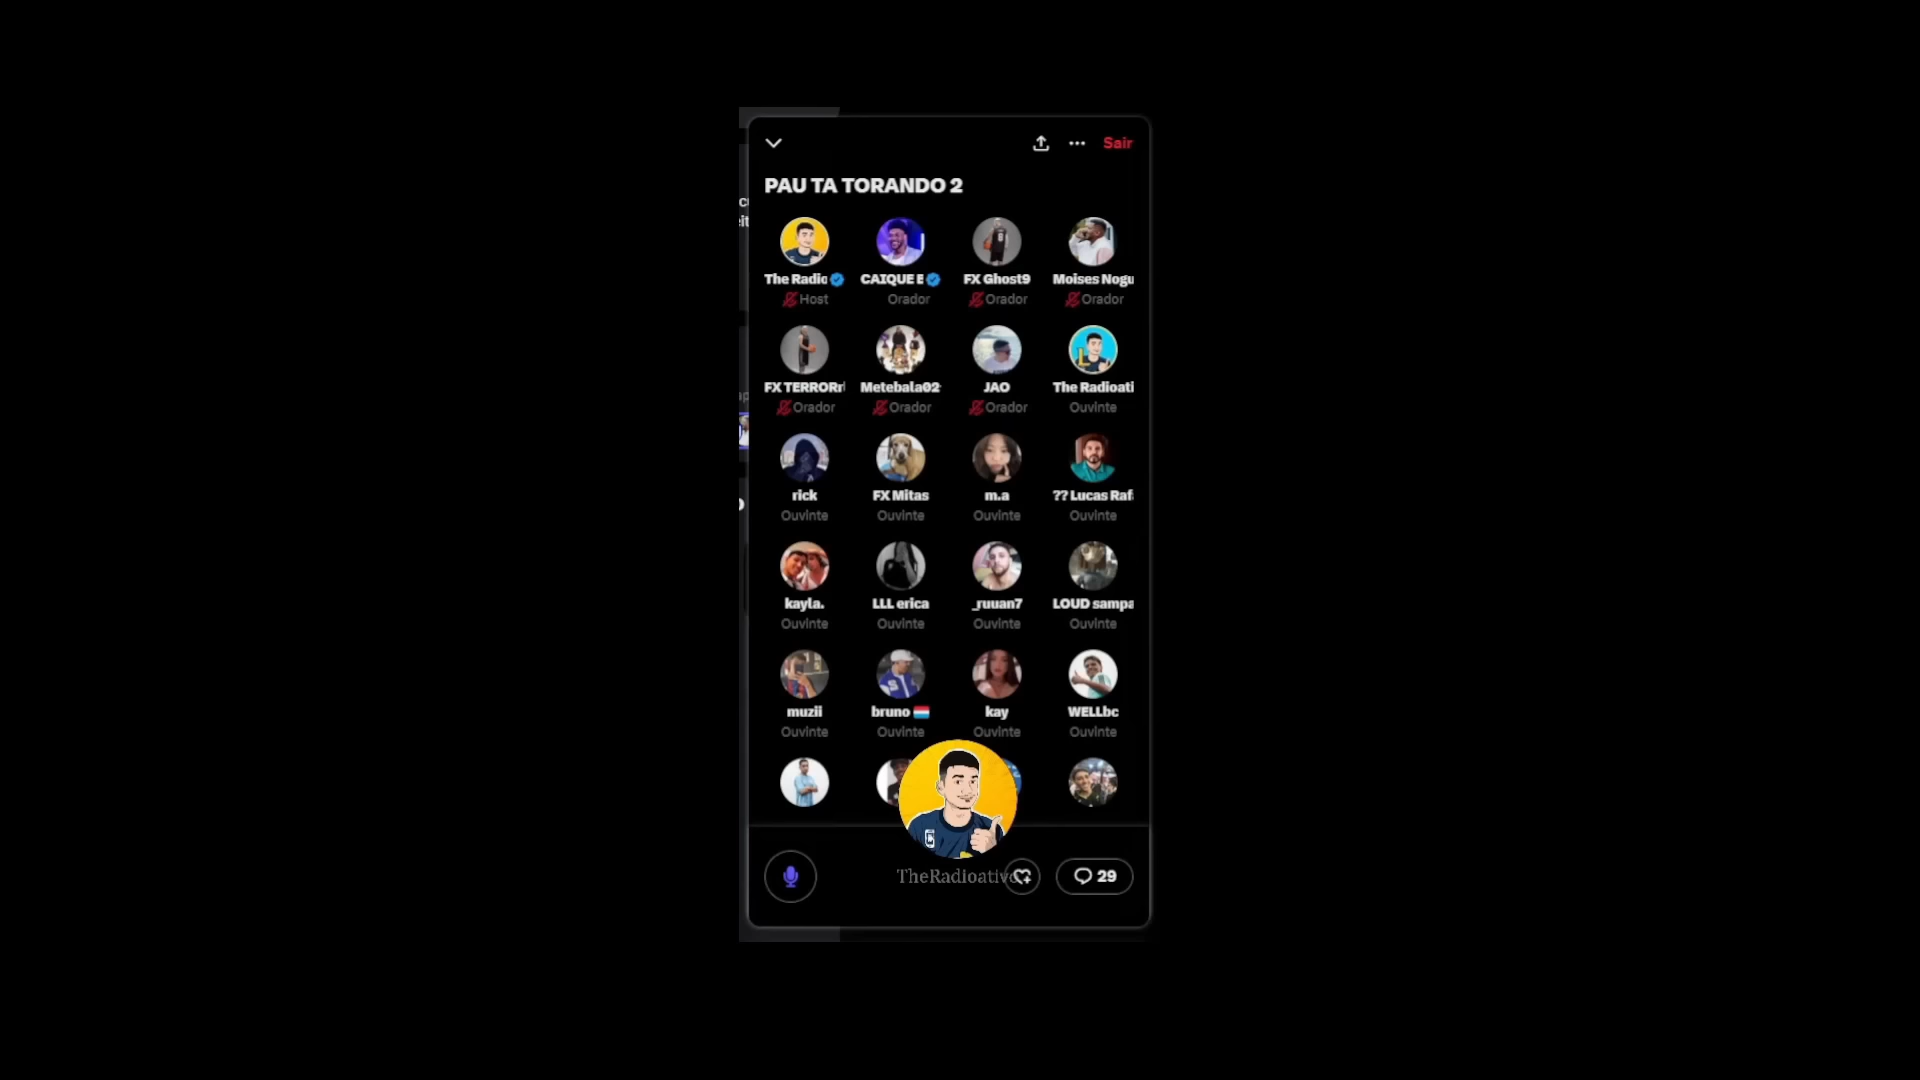 Sair
PAU TA TORANDO 2
The Radio CAIQUE E FX Ghost9 Moises Nogu
Host Orador Orador Orador
FX TERROR Metebala02 JAO The Radioati
Orador Orador Orador Ouvinte
rick FX Mitas m.a ?? Lucas Raf
Ouvinte Ouvinte Ouvinte Ouvinte
kayla. LLL erica _ruuan7 LOUD sampa
Ouvinte Ouvinte Ouvinte Ouvinte
muzii bruno kay WELLbc
Ouvinte Ouvinte Ouvinte Ouvinte
TheRadioativo 29